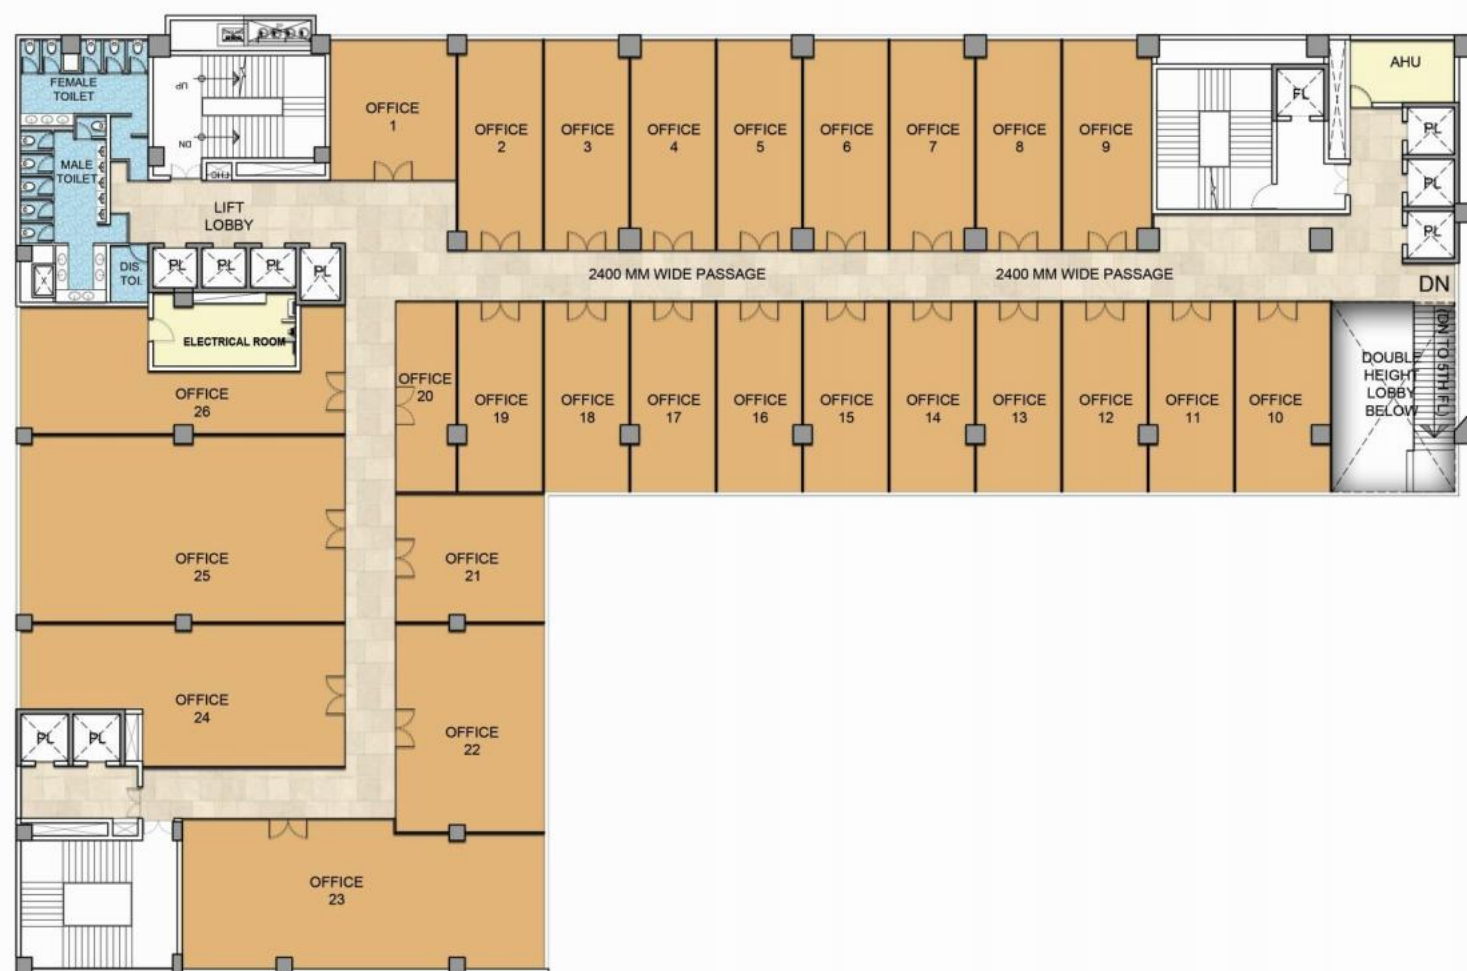 FEMALE
TOILET
UP
DN
FHC
MALE
TOILET
LIFT
LOBBY
DIS.
TOI.
PL
PL
PL
PL
ELECTRICAL ROOM
OFFICE
1
OFFICE
2
OFFICE
3
OFFICE
4
OFFICE
5
OFFICE
6
OFFICE
7
OFFICE
8
OFFICE
9
FL
AHU
PL
PL
PL
2400 MM WIDE PASSAGE
2400 MM WIDE PASSAGE
DN
(DN TO 5TH FL)
DOUBLE
HEIGHT
LOBBY
BELOW
OFFICE
10
OFFICE
11
OFFICE
12
OFFICE
13
OFFICE
14
OFFICE
15
OFFICE
16
OFFICE
17
OFFICE
18
OFFICE
19
OFFICE
20
OFFICE
21
OFFICE
22
OFFICE
23
OFFICE
24
OFFICE
25
OFFICE
26
PL
PL